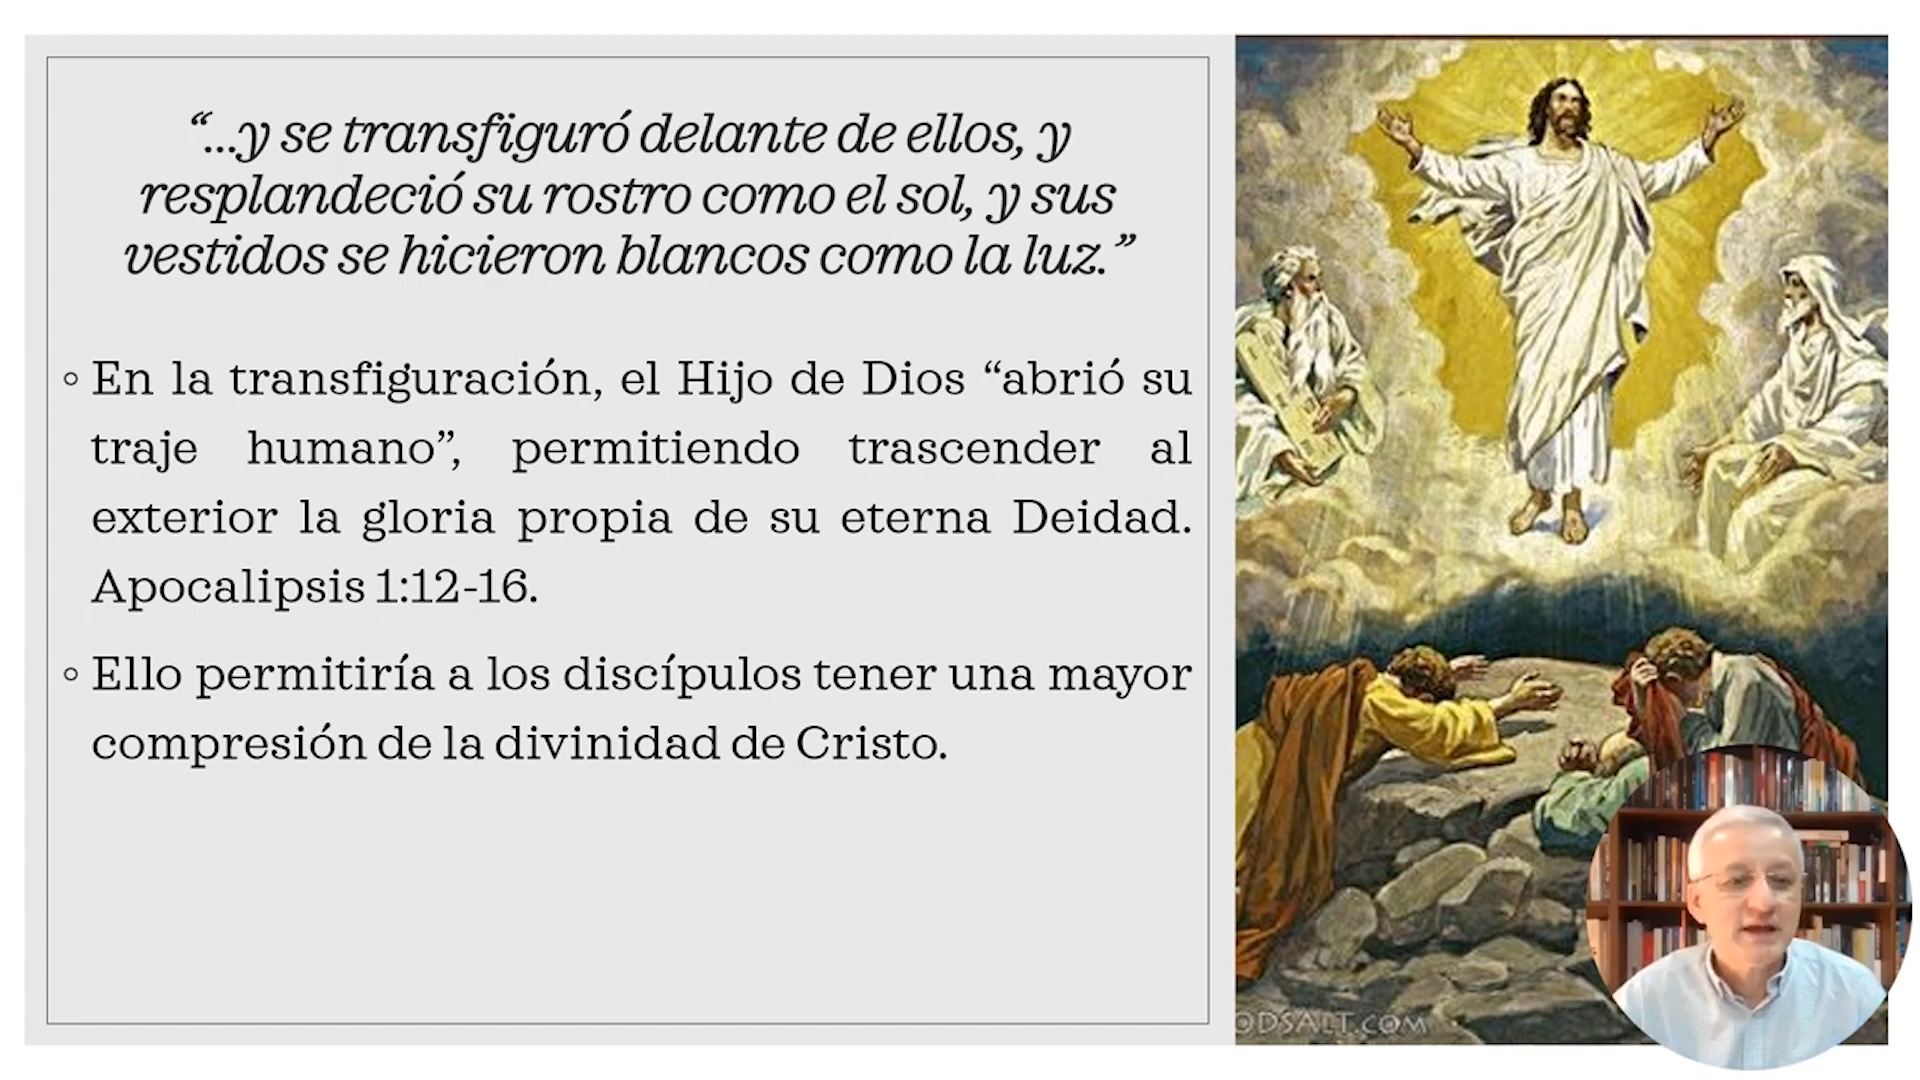 “...y se transfiguró delante de ellos, y
resplandeció su rostro como el sol, y sus
vestidos se hicieron blancos como la luz.”
◦ En la transfiguración, el Hijo de Dios “abrió su
traje humano”, permitiendo trascender al
exterior la gloria propia de su eterna Deidad.
Apocalipsis 1:12-16.
◦ Ello permitiría a los discípulos tener una mayor
compresión de la divinidad de Cristo.
ODSALT.COM